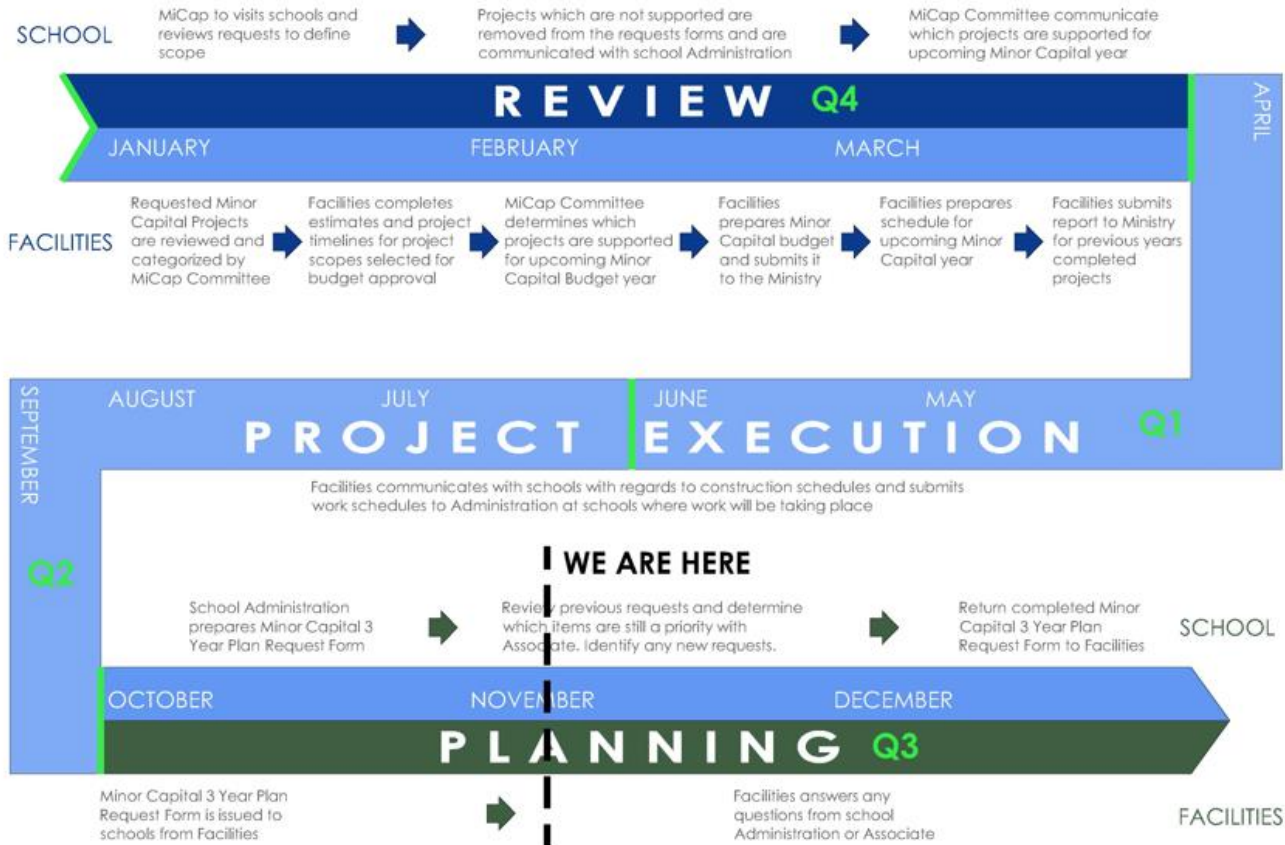 SCHOOL
MiCap to visits schools and
reviews requests to define
scope
Projects which are not supported are
removed from the requests forms and are
communicated with school Administration
MiCap Committee communicate
which projects are supported for
upcoming Minor Capital year
REVIEW Q4
JANUARY
FEBRUARY
MARCH
APRIL
FACILITIES
Requested Minor
Capital Projects
are reviewed and
categorized by
MiCap Committee
Facilities completes
estimates and project
timelines for project
scopes selected for
budget approval
MiCap Committee
determines which
projects are supported
for upcoming Minor
Capital Budget year
Facilities
prepares Minor
Capital budget
and submits it
to the Ministry
Facilities prepares
schedule for
upcoming Minor
Capital year
Facilities submits
report to Ministry
for previous years
completed
projects
SEPTEMBER
AUGUST
JULY
JUNE
MAY
PROJECT EXECUTION
Q1
Facilities communicates with schools with regards to construction schedules and submits
work schedules to Administration at schools where work will be taking place
Q2
WE ARE HERE
School Administration
prepares Minor Capital 3
Year Plan Request Form
Review previous requests and determine
which items are still a priority with
Associate. Identify any new requests.
Return completed Minor
Capital 3 Year Plan
Request Form to Facilities
SCHOOL
OCTOBER
NOVEMBER
DECEMBER
PLANNING Q3
Minor Capital 3 Year Plan
Request Form is issued to
schools from Facilities
Facilities answers any
questions from school
Administration or Associate
FACILITIES